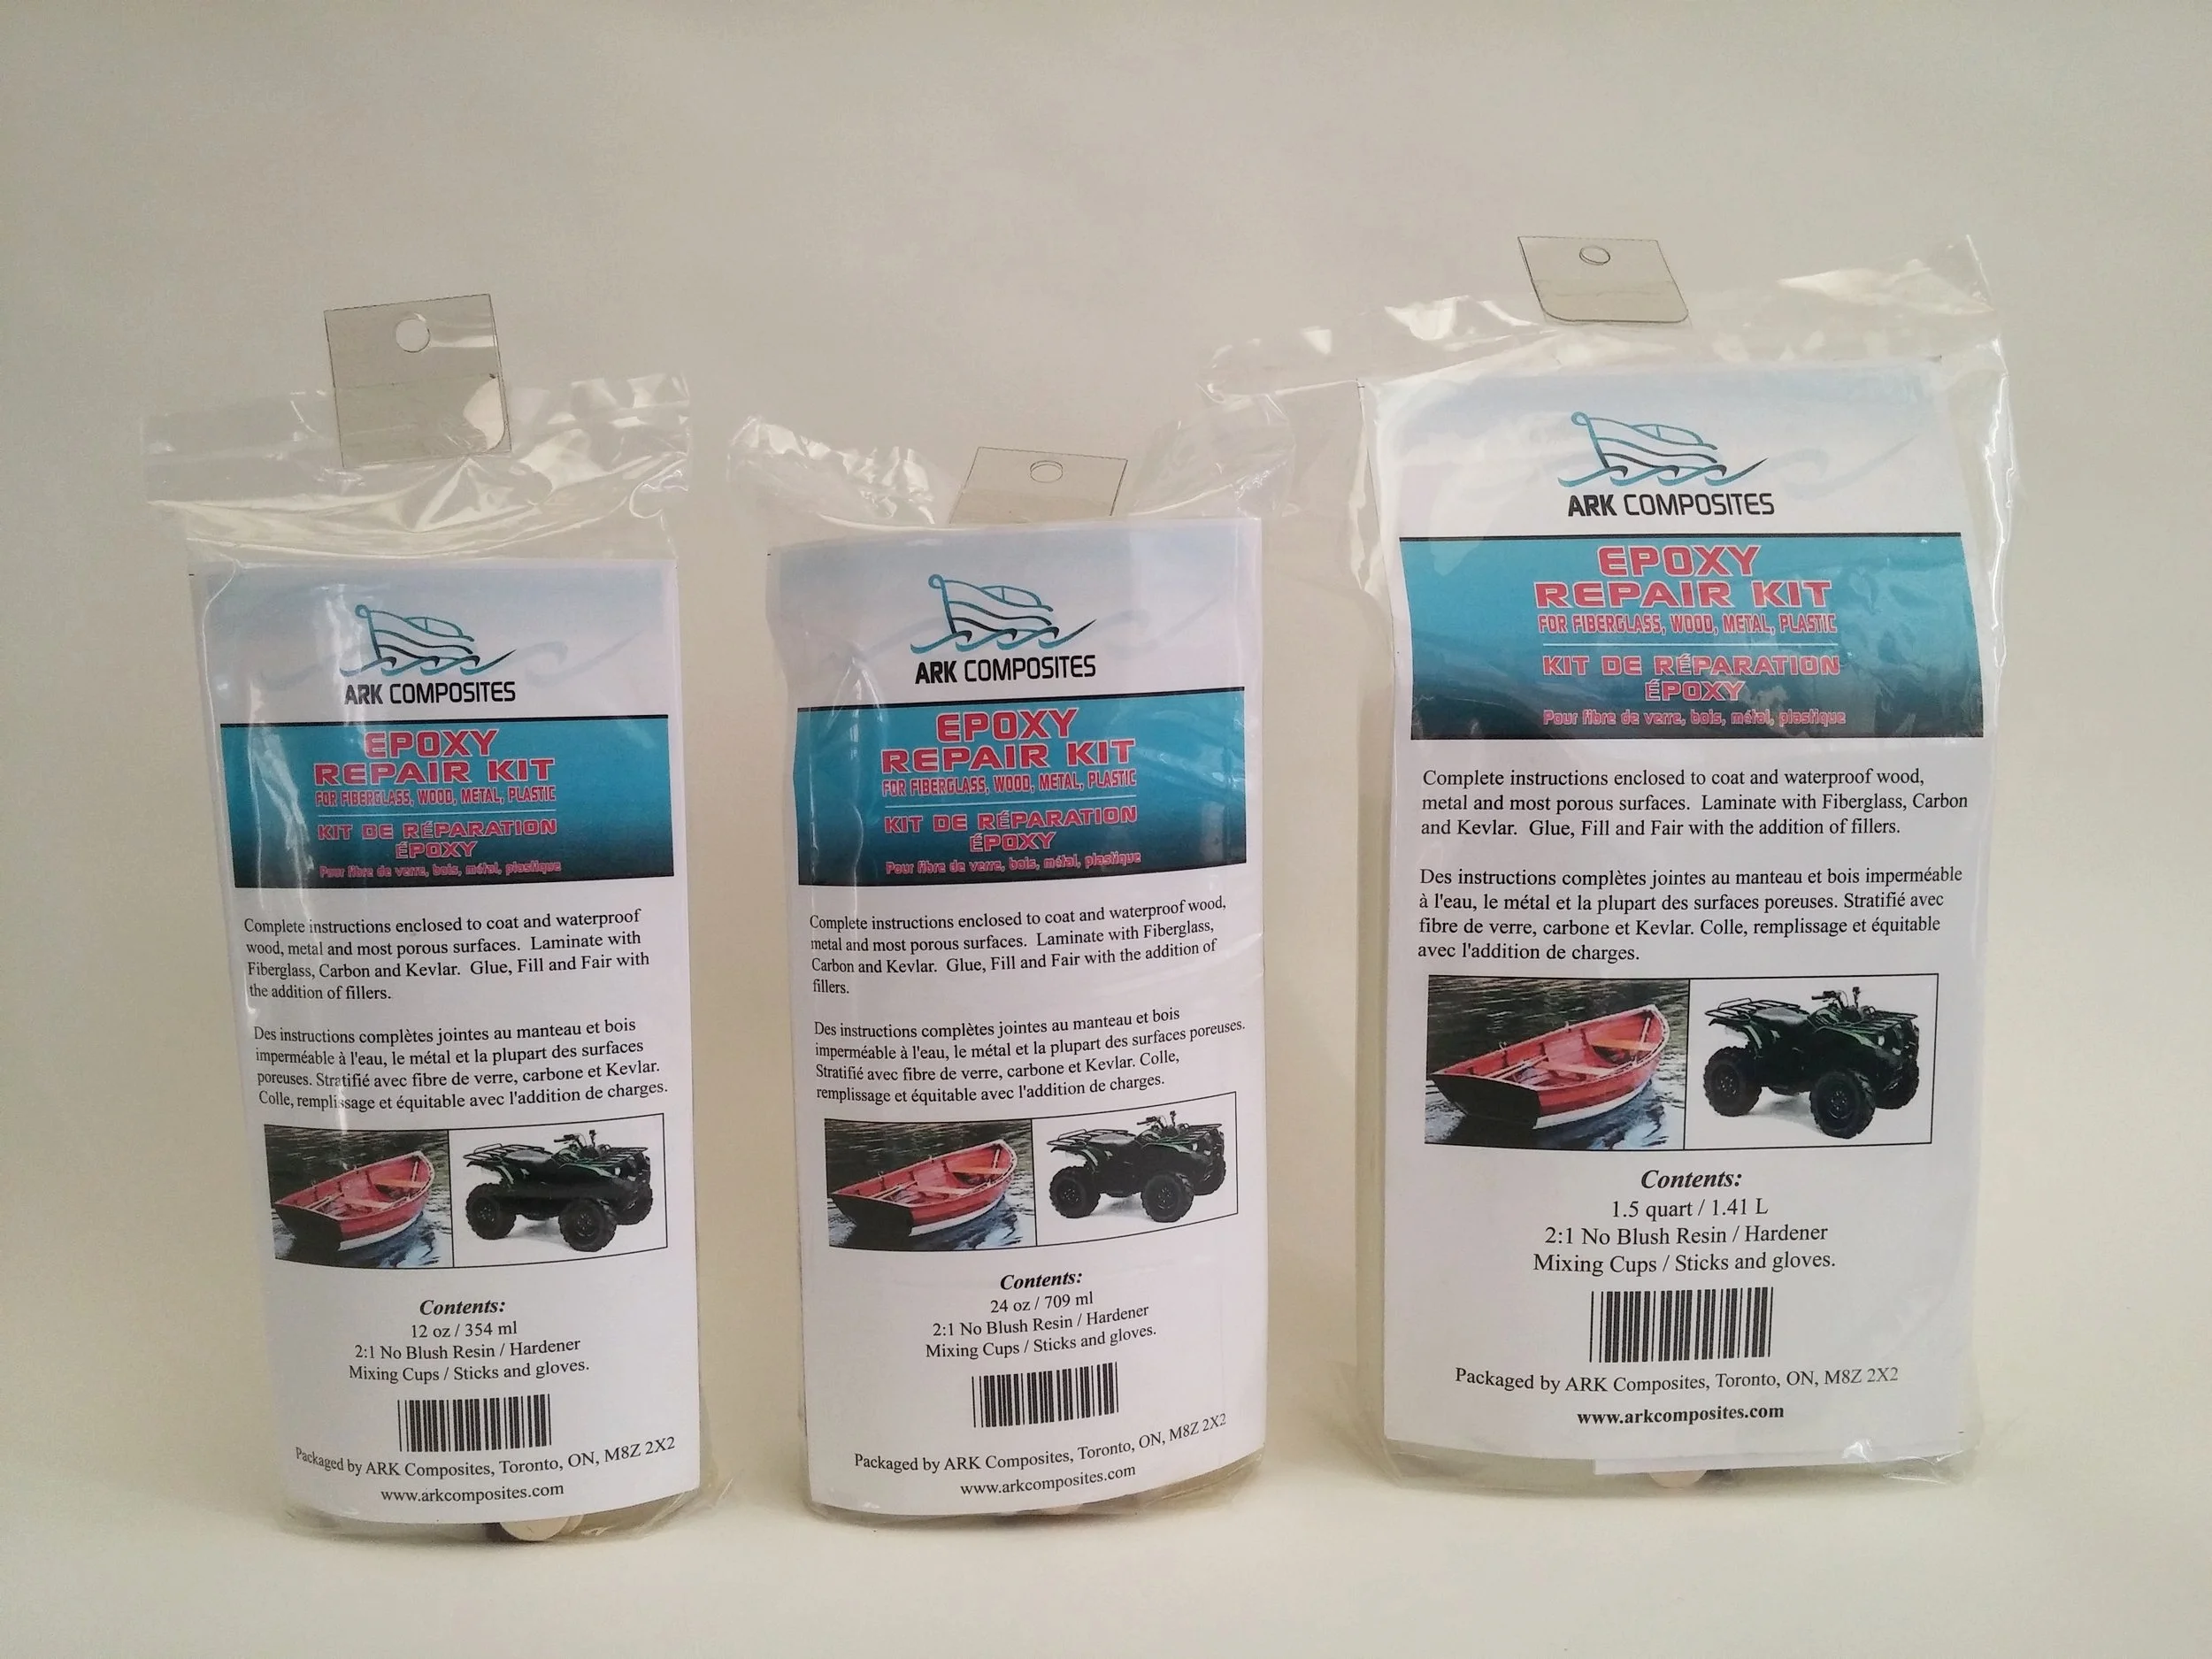 ARK COMPOSITES
EPOXY
REPAIR KIT
FOR FIBERGLASS, WOOD, METAL, PLASTIC
KIT DE RÉPARATION
ÉPOXY
Pour fibre de verre, bois, métal, plastique
Complete instructions enclosed to coat and waterproof
wood, metal and most porous surfaces. Laminate with
Fiberglass, Carbon and Kevlar. Glue, Fill and Fair with
the addition of fillers.
Des instructions complètes jointes au manteau et bois
imperméable à l'eau, le métal et la plupart des surfaces
poreuses. Stratifié avec fibre de verre, carbone et Kevlar.
Colle, remplissage et équitable avec l'addition de charges.
Contents:
12 oz / 354 ml
2:1 No Blush Resin / Hardener
Mixing Cups / Sticks and gloves.
Packaged by ARK Composites, Toronto, ON, M8Z 2X2
www.arkcomposites.com
ARK COMPOSITES
EPOXY
REPAIR KIT
FOR FIBERGLASS, WOOD, METAL, PLASTIC
KIT DE RÉPARATION
ÉPOXY
Pour fibre de verre, bois, métal, plastique
Complete instructions enclosed to coat and waterproof wood,
metal and most porous surfaces. Laminate with Fiberglass,
Carbon and Kevlar. Glue, Fill and Fair with the addition of
fillers.
Des instructions complètes jointes au manteau et bois
imperméable à l'eau, le métal et la plupart des surfaces poreuses.
Stratifié avec fibre de verre, carbone et Kevlar. Colle,
remplissage et équitable avec l'addition de charges.
Contents:
24 oz / 709 ml
2:1 No Blush Resin / Hardener
Mixing Cups / Sticks and gloves.
Packaged by ARK Composites, Toronto, ON, M8Z 2X2
www.arkcomposites.com
ARK COMPOSITES
EPOXY
REPAIR KIT
FOR FIBERGLASS, WOOD, METAL, PLASTIC
KIT DE RÉPARATION
ÉPOXY
Pour fibre de verre, bois, métal, plastique
Complete instructions enclosed to coat and waterproof wood,
metal and most porous surfaces. Laminate with Fiberglass, Carbon
and Kevlar. Glue, Fill and Fair with the addition of fillers.
Des instructions complètes jointes au manteau et bois imperméable
à l'eau, le métal et la plupart des surfaces poreuses. Stratifié avec
fibre de verre, carbone et Kevlar. Colle, remplissage et équitable
avec l'addition de charges.
Contents:
1.5 quart / 1.41 L
2:1 No Blush Resin / Hardener
Mixing Cups / Sticks and gloves.
Packaged by ARK Composites, Toronto, ON, M8Z 2X2
www.arkcomposites.com